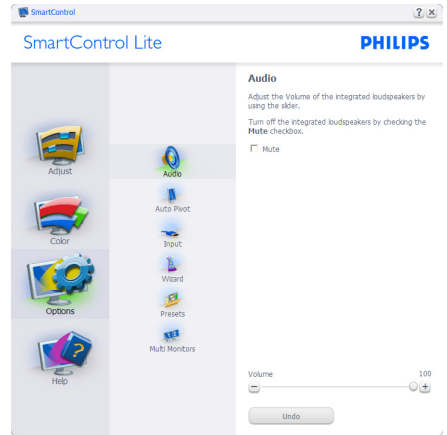 SmartControl
SmartControl Lite
PHILIPS
Adjust
Color
Options
Help
Audio
Auto Pivot
Input
Wizard
Presets
Multi Monitors
Audio
Adjust the Volume of the integrated loudspeakers by
using the slider.
Turn off the integrated loudspeakers by checking the
Mute checkbox.
Mute
Volume 100
Undo